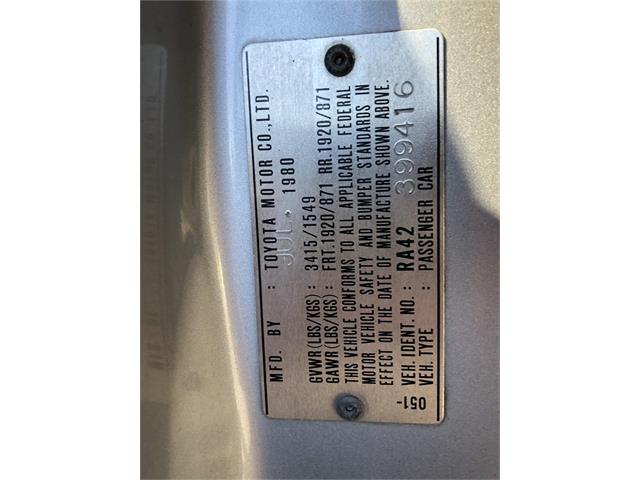 MFD. BY : TOYOTA MOTOR CO.,LTD.
JUL. 1980
GVWR(LBS/KGS) : 3415/1549
GAWR(LBS/KGS) : FRT.1920/871 RR.1920/871
THIS VEHICLE CONFORMS TO ALL APPLICABLE FEDERAL
MOTOR VEHICLE SAFETY AND BUMPER STANDARDS IN
EFFECT ON THE DATE OF MANUFACTURE SHOWN ABOVE.
VEH. IDENT. NO. : RA42 399416
VEH. TYPE : PASSENGER CAR
051-